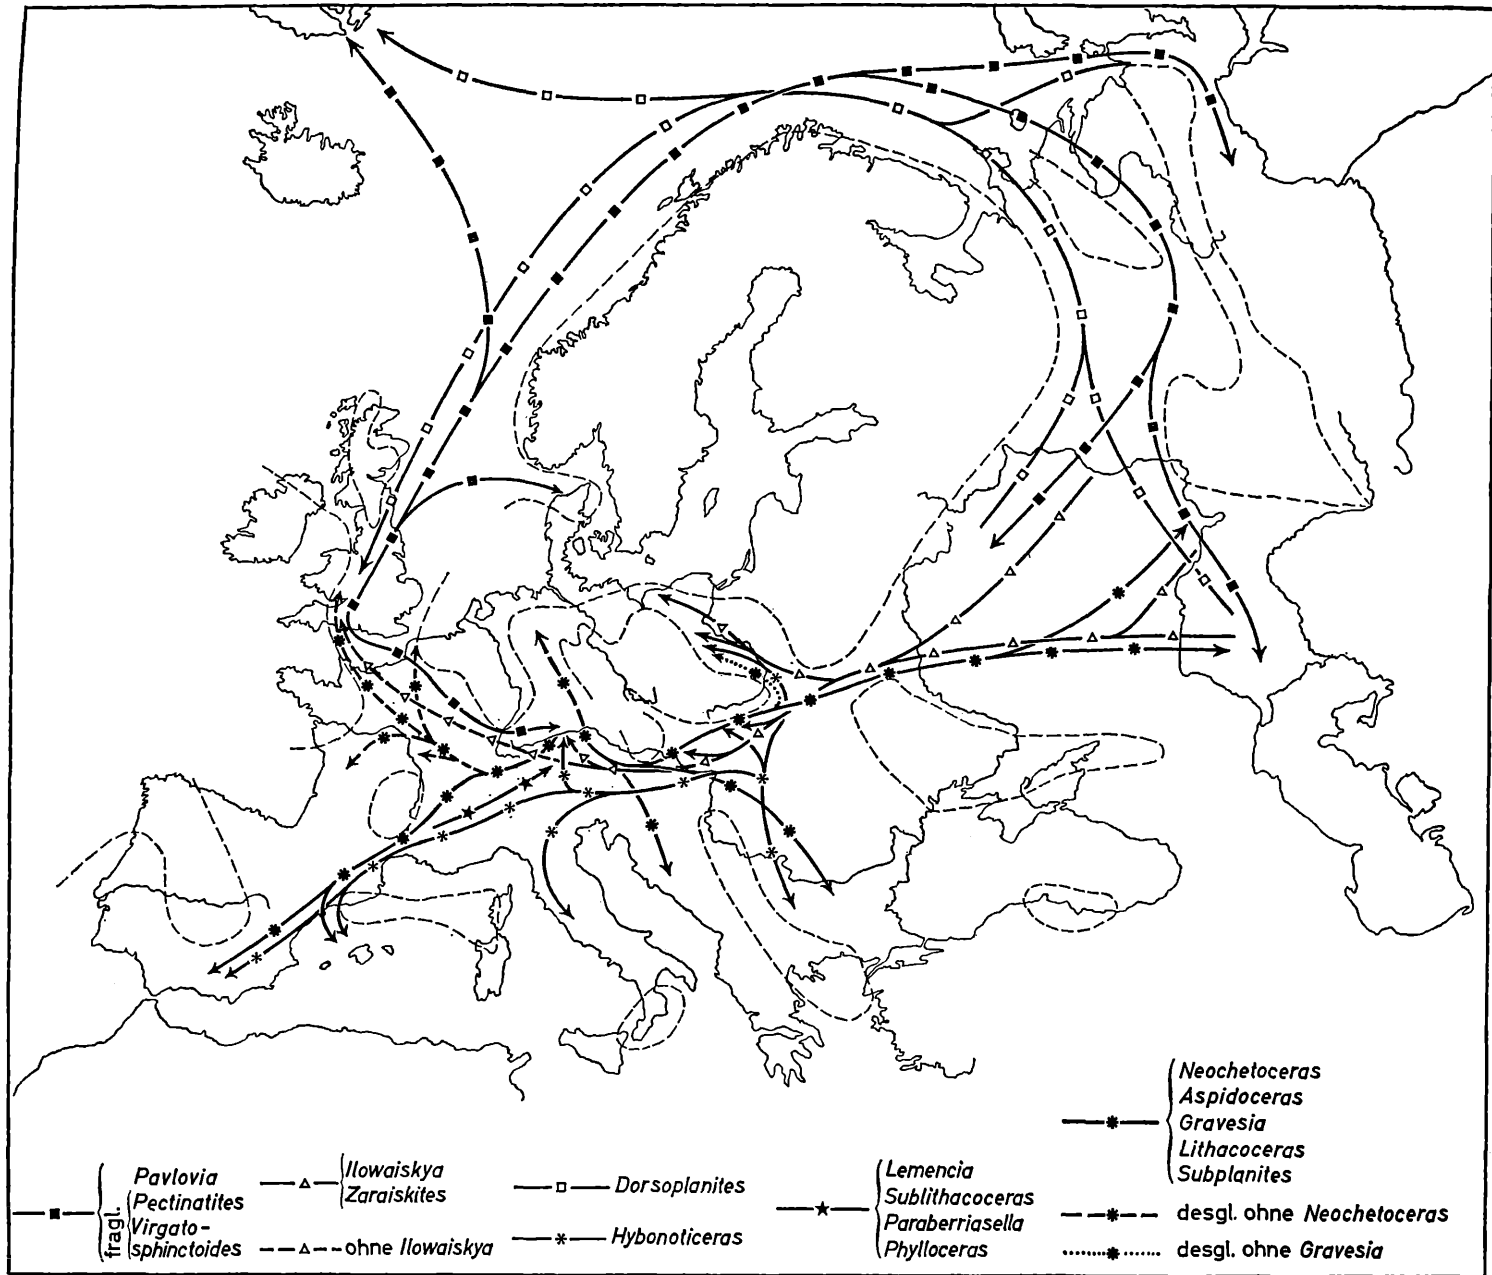 Neochetoceras
Aspidoceras
Gravesia
Lithacoceras
Subplanites
desgl. ohne Neochetoceras
desgl. ohne Gravesia
fragl.
Pavlovia
Pectinatites
Virgato-
sphinctoides
Ilowaiskya
Zaraiskites
ohne Ilowaiskya
Dorsoplanites
Hybonoticeras
Lemencia
Sublithacoceras
Paraberriasella
Phylloceras